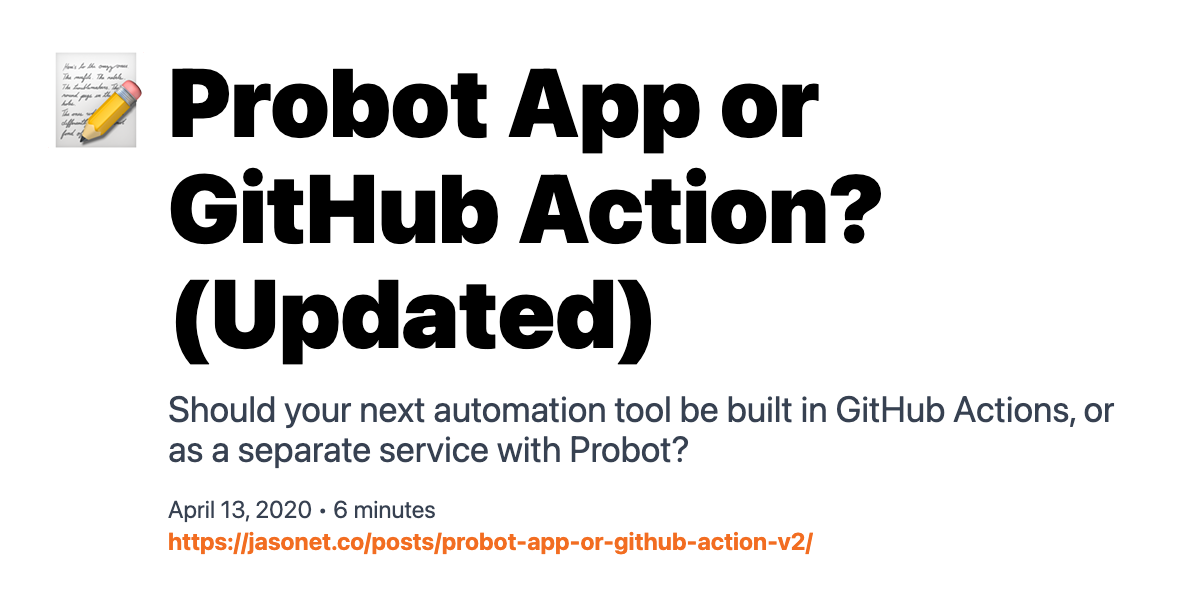 Probot App or
GitHub Action?
(Updated)
Should your next automation tool be built in GitHub Actions, or
as a separate service with Probot?
April 13, 2020 • 6 minutes
https://jasonet.co/posts/probot-app-or-github-action-v2/